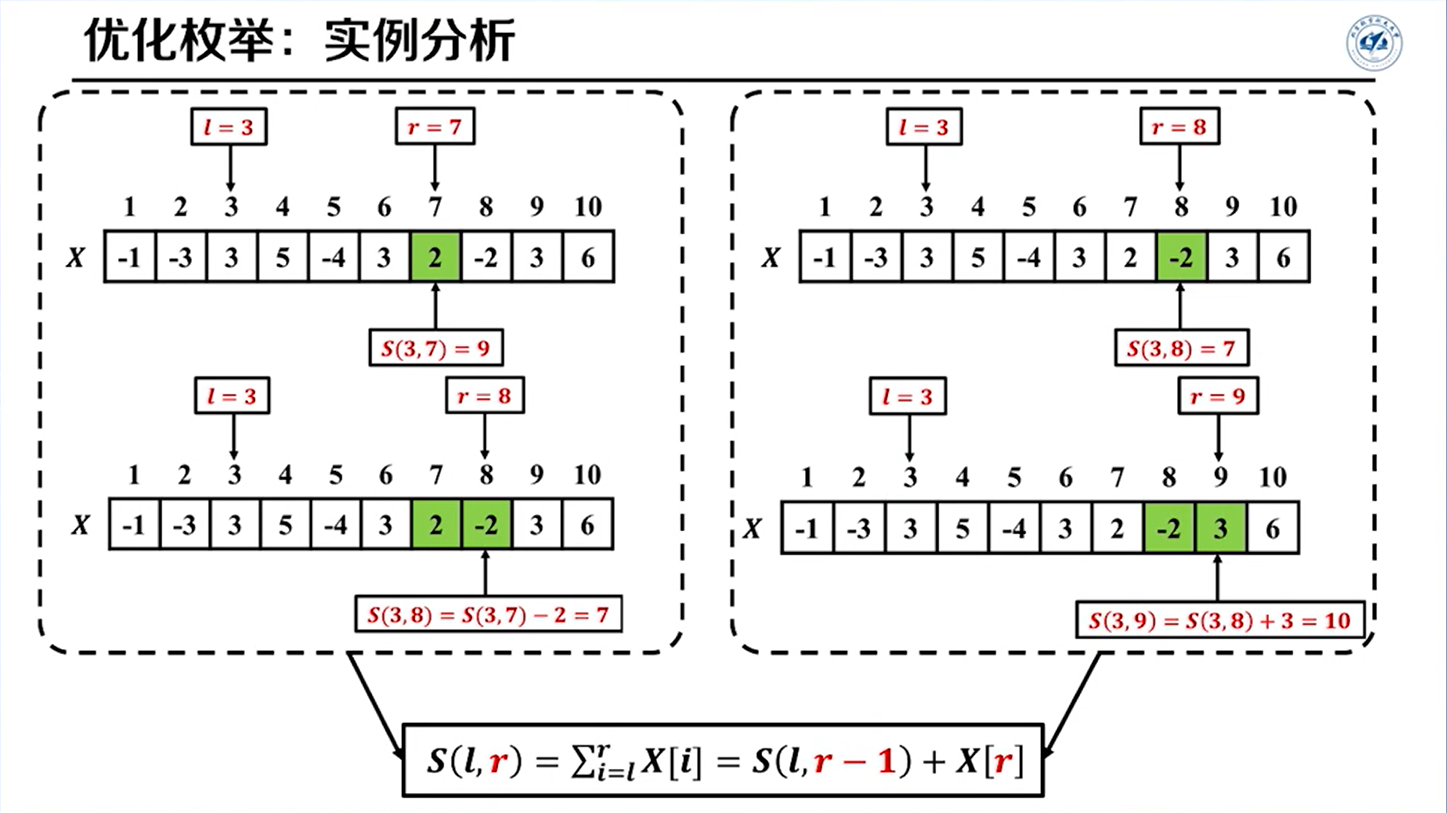 优化枚举：实例分析
l = 3 r = 7
1 2 3 4 5 6 7 8 9 10
X -1 -3 3 5 -4 3 2 -2 3 6
S(3,7) = 9
l = 3 r = 8
1 2 3 4 5 6 7 8 9 10
X -1 -3 3 5 -4 3 2 -2 3 6
S(3,8) = S(3,7) − 2 = 7
l = 3 r = 8
1 2 3 4 5 6 7 8 9 10
X -1 -3 3 5 -4 3 2 -2 3 6
S(3,8) = 7
l = 3 r = 9
1 2 3 4 5 6 7 8 9 10
X -1 -3 3 5 -4 3 2 -2 3 6
S(3,9) = S(3,8) + 3 = 10
S(l,r) = ∑ᵢ₌ₗʳ X[i] = S(l,r − 1) + X[r]